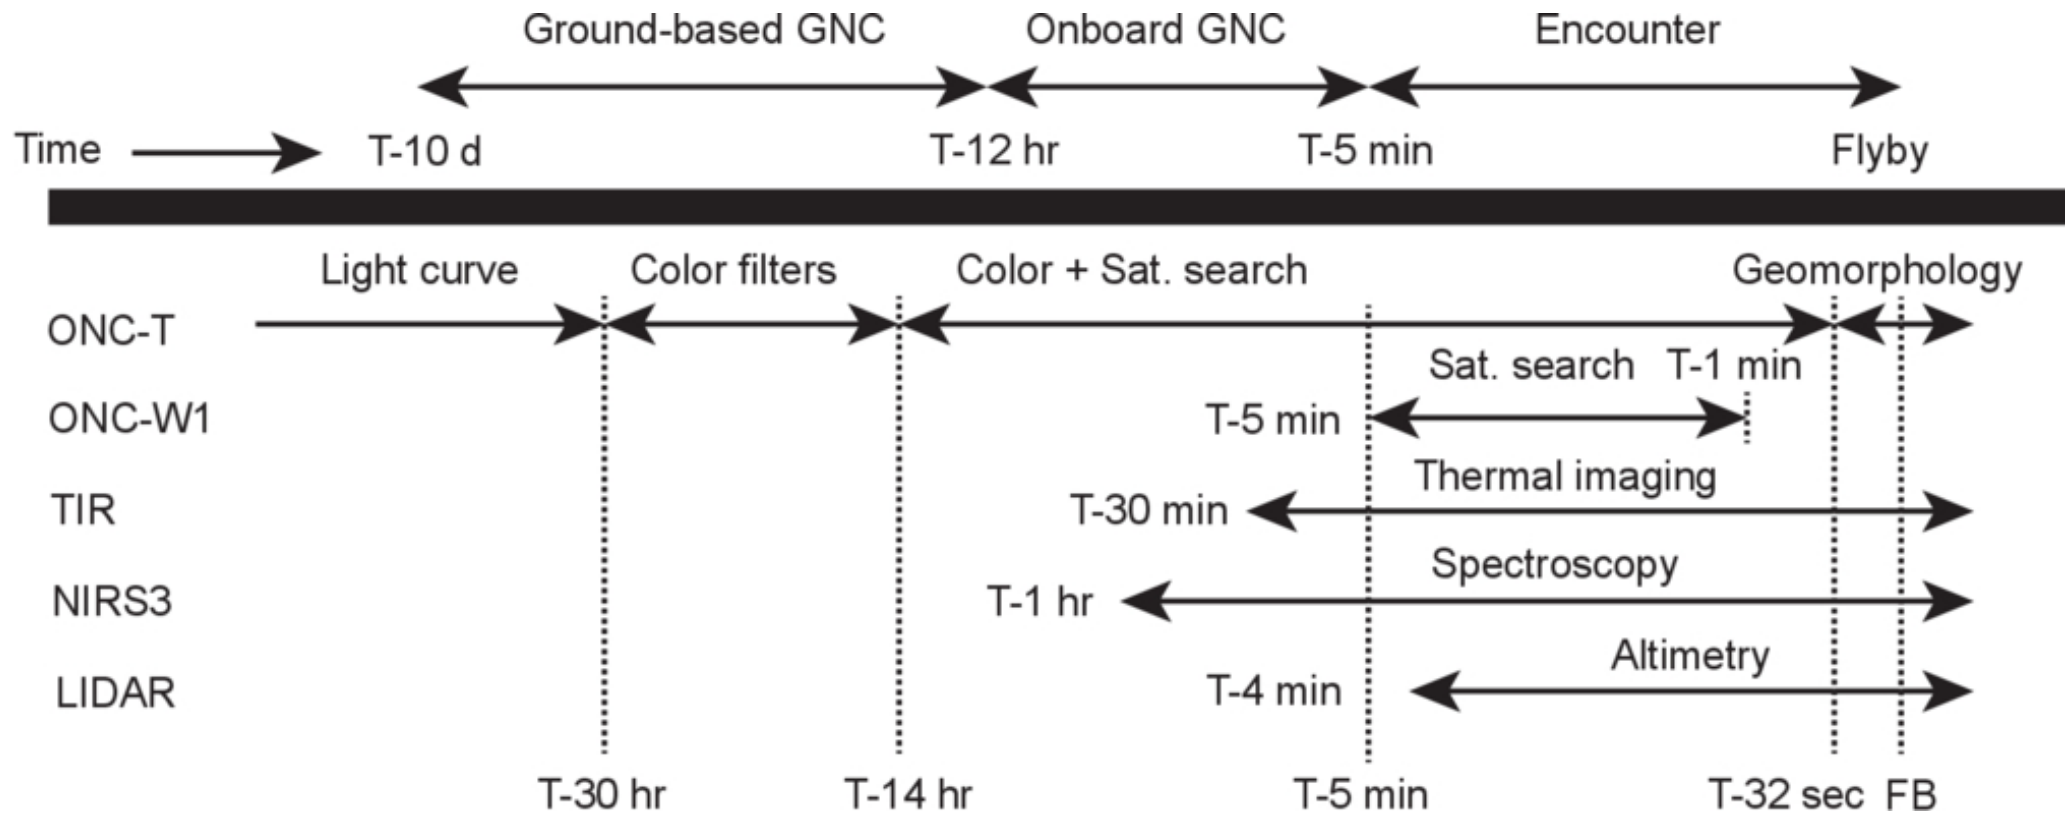 Ground-based GNC Onboard GNC Encounter
Time T-10 d T-12 hr T-5 min Flyby
Light curve Color filters Color + Sat. search Geomorphology
ONC-T
Sat. search T-1 min
ONC-W1 T-5 min
Thermal imaging
TIR T-30 min
Spectroscopy
NIRS3 T-1 hr
Altimetry
LIDAR T-4 min
T-30 hr T-14 hr T-5 min T-32 sec FB